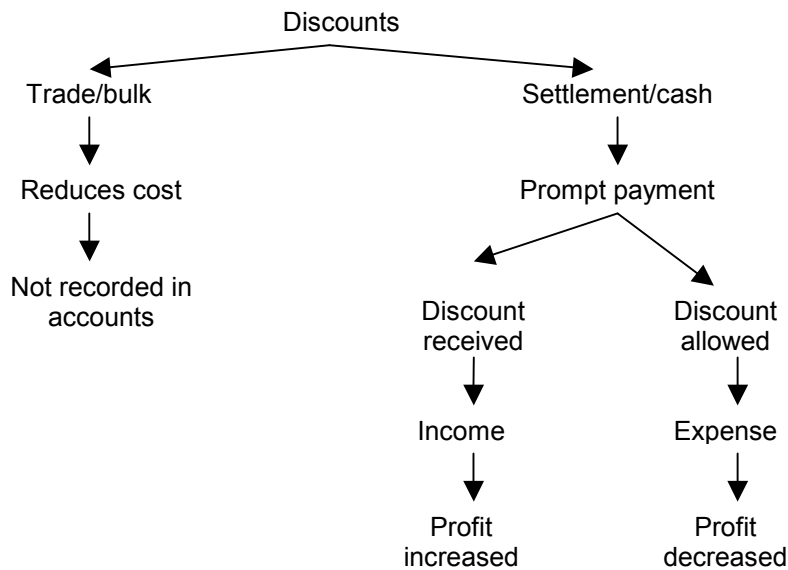 Discounts
Trade/bulk
Settlement/cash
Reduces cost
Prompt payment
Not recorded in
accounts
Discount
received
Discount
allowed
Income
Expense
Profit
increased
Profit
decreased